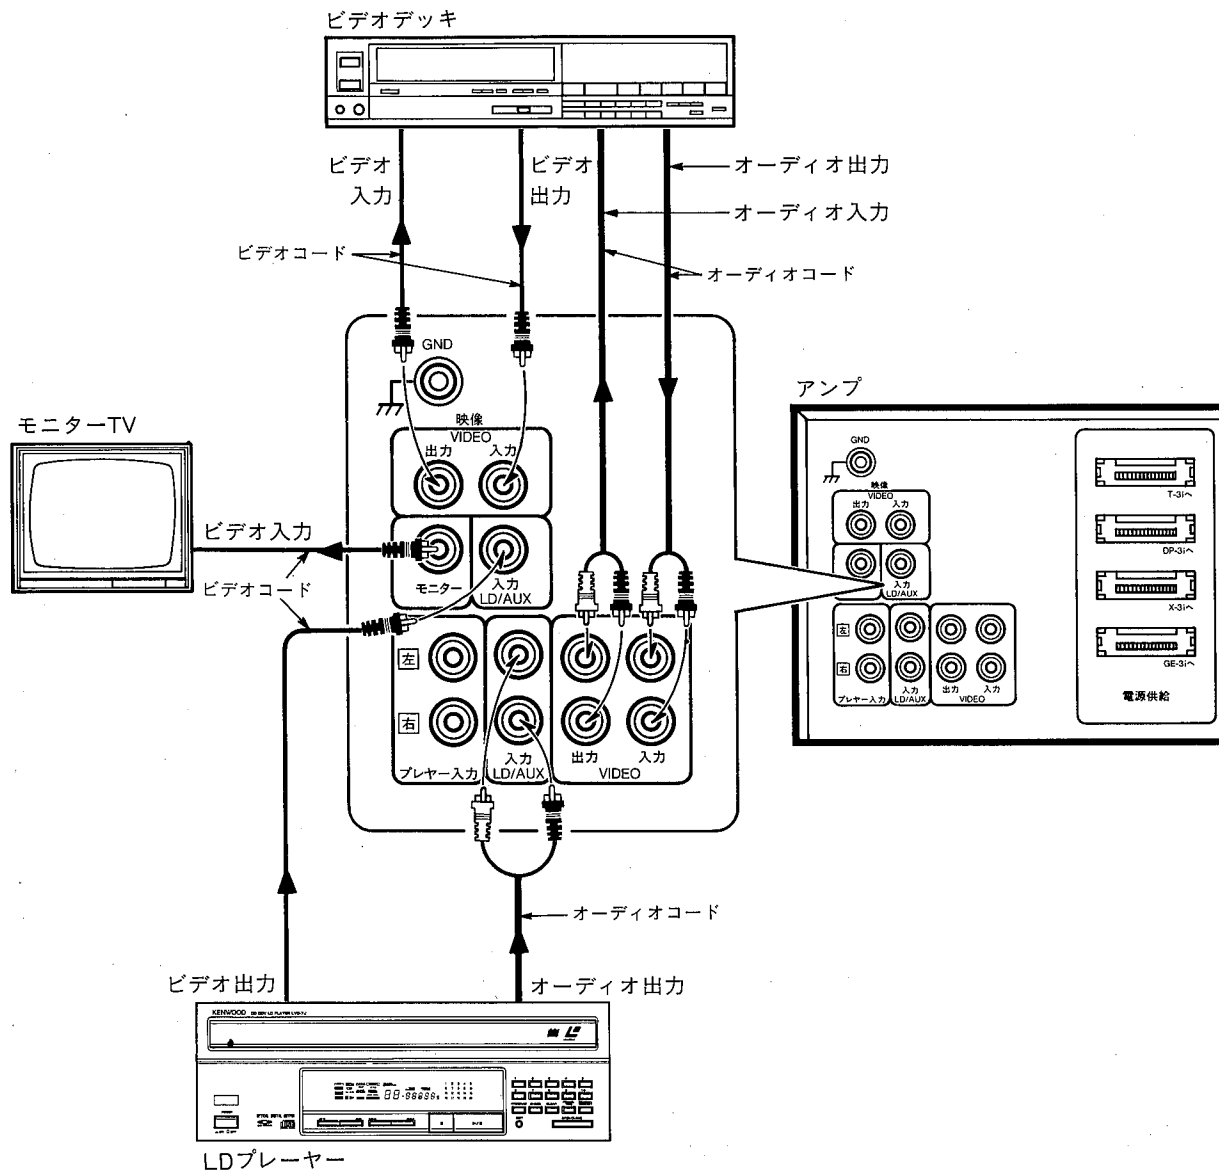 ビデオデッキ
ビデオ
入力
ビデオ
出力
オーディオ出力
オーディオ入力
ビデオコード
オーディオコード
GND
映像
VIDEO
出力
入力
モニターTV
ビデオ入力
ビデオコード
モニター
入力
LD/AUX
左
右
プレヤー入力
入力
LD/AUX
出力
入力
VIDEO
アンプ
GND
映像
VIDEO
出力
入力
入力
LD/AUX
左
右
プレヤー入力
入力
LD/AUX
出力
入力
VIDEO
T-3iへ
DP-3iへ
X-3iへ
GE-3iへ
電源供給
オーディオコード
ビデオ出力
オーディオ出力
KENWOOD
LDプレーヤー